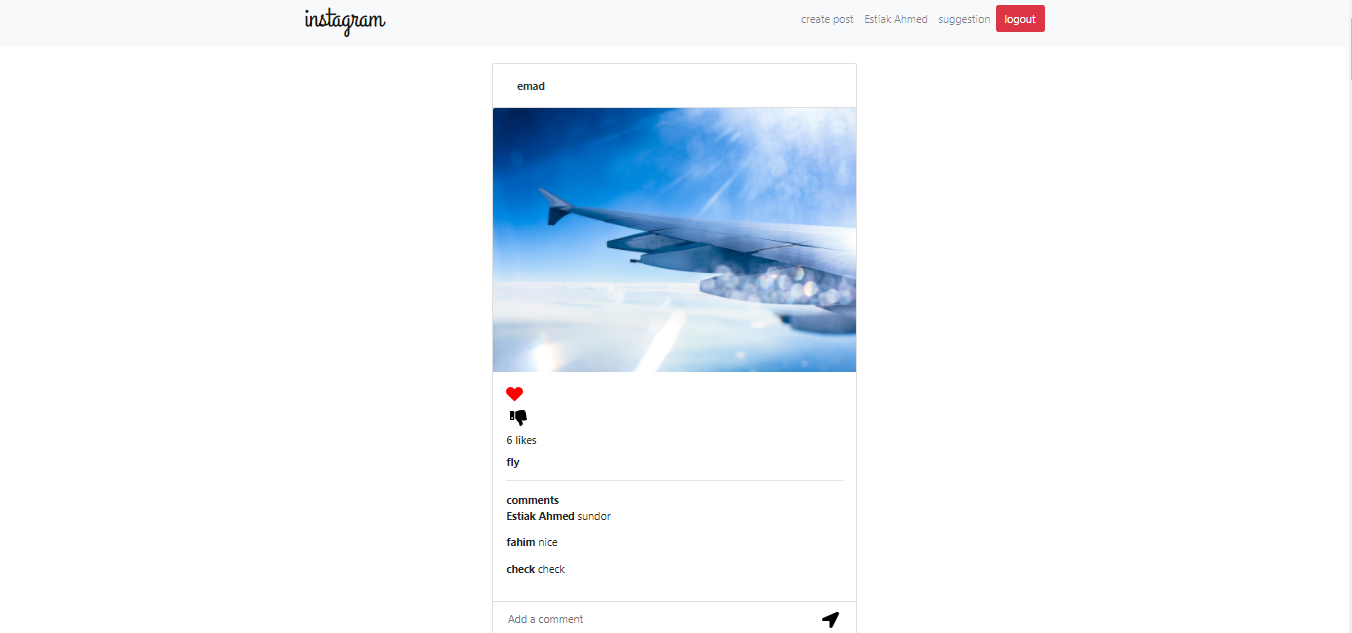 instagram
create post Estiak Ahmed suggestion logout
emad
6 likes
fly
comments
Estiak Ahmed sundor
fahim nice
check check
Add a comment